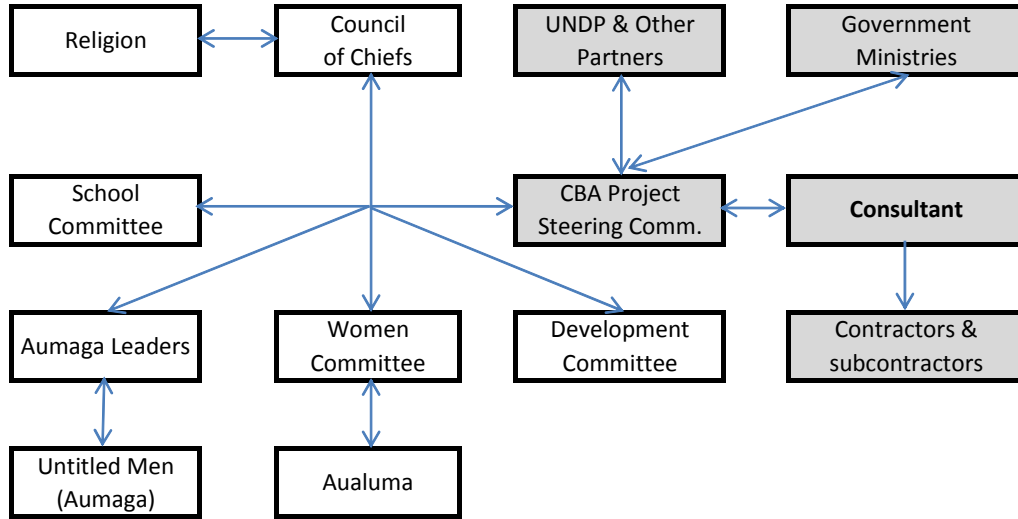 Religion
Council
of Chiefs
UNDP & Other
Partners
Government
Ministries
School
Committee
CBA Project
Steering Comm.
Consultant
Aumaga Leaders
Women
Committee
Development
Committee
Contractors &
subcontractors
Untitled Men
(Aumaga)
Aualuma